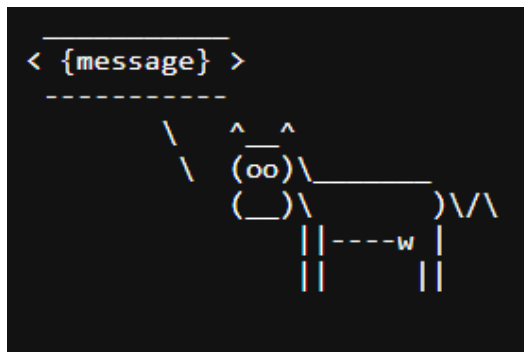 ___________
< {message} >
 -----------
        \   ^__^
         \  (oo)\_______
            (__)\       )\/\
                ||----w |
                ||     ||